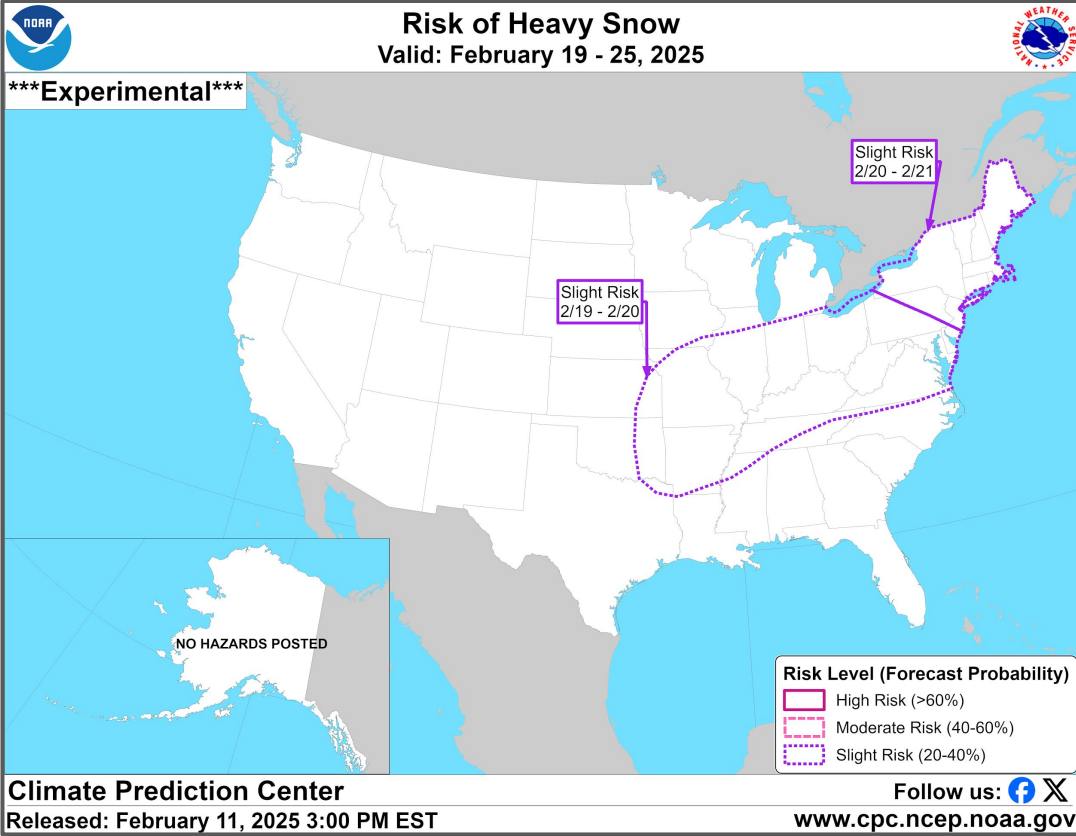 NOAA
Risk of Heavy Snow
Valid: February 19 - 25, 2025
NATIONAL WEATHER SERVICE
***Experimental***
Slight Risk
2/20 - 2/21
Slight Risk
2/19 - 2/20
NO HAZARDS POSTED
Risk Level (Forecast Probability)
High Risk (>60%)
Moderate Risk (40-60%)
Slight Risk (20-40%)
Climate Prediction Center
Follow us:
Released: February 11, 2025 3:00 PM EST
www.cpc.ncep.noaa.gov